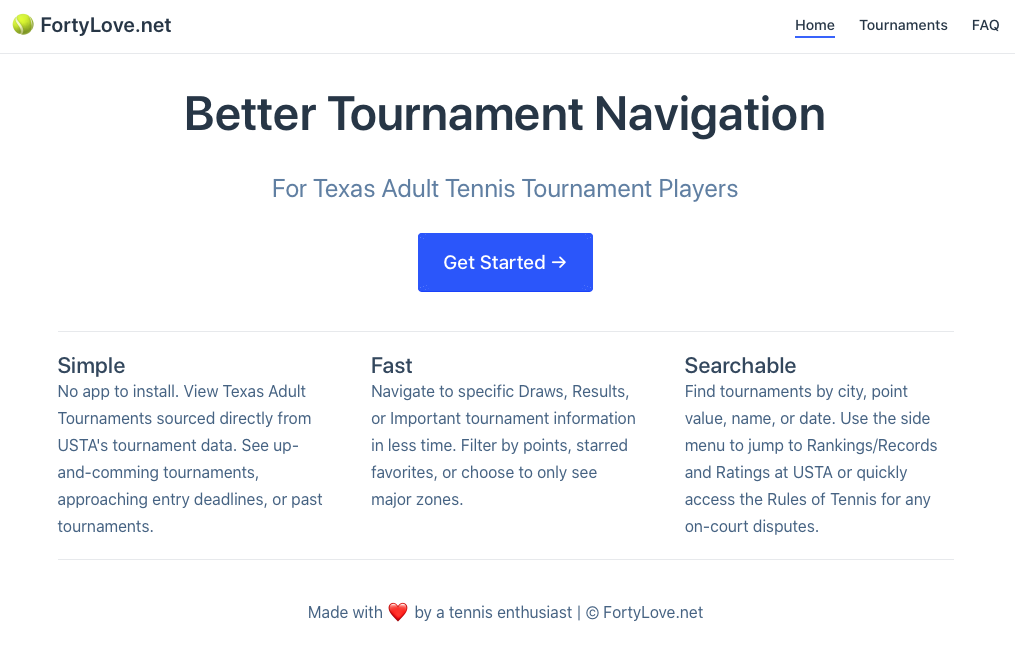 FortyLove.net
Home Tournaments FAQ
Better Tournament Navigation
For Texas Adult Tennis Tournament Players
Get Started →
Simple
No app to install. View Texas Adult
Tournaments sourced directly from
USTA's tournament data. See up-
and-comming tournaments,
approaching entry deadlines, or past
tournaments.
Fast
Navigate to specific Draws, Results,
or Important tournament information
in less time. Filter by points, starred
favorites, or choose to only see
major zones.
Searchable
Find tournaments by city, point
value, name, or date. Use the side
menu to jump to Rankings/Records
and Ratings at USTA or quickly
access the Rules of Tennis for any
on-court disputes.
Made with ❤️ by a tennis enthusiast | © FortyLove.net